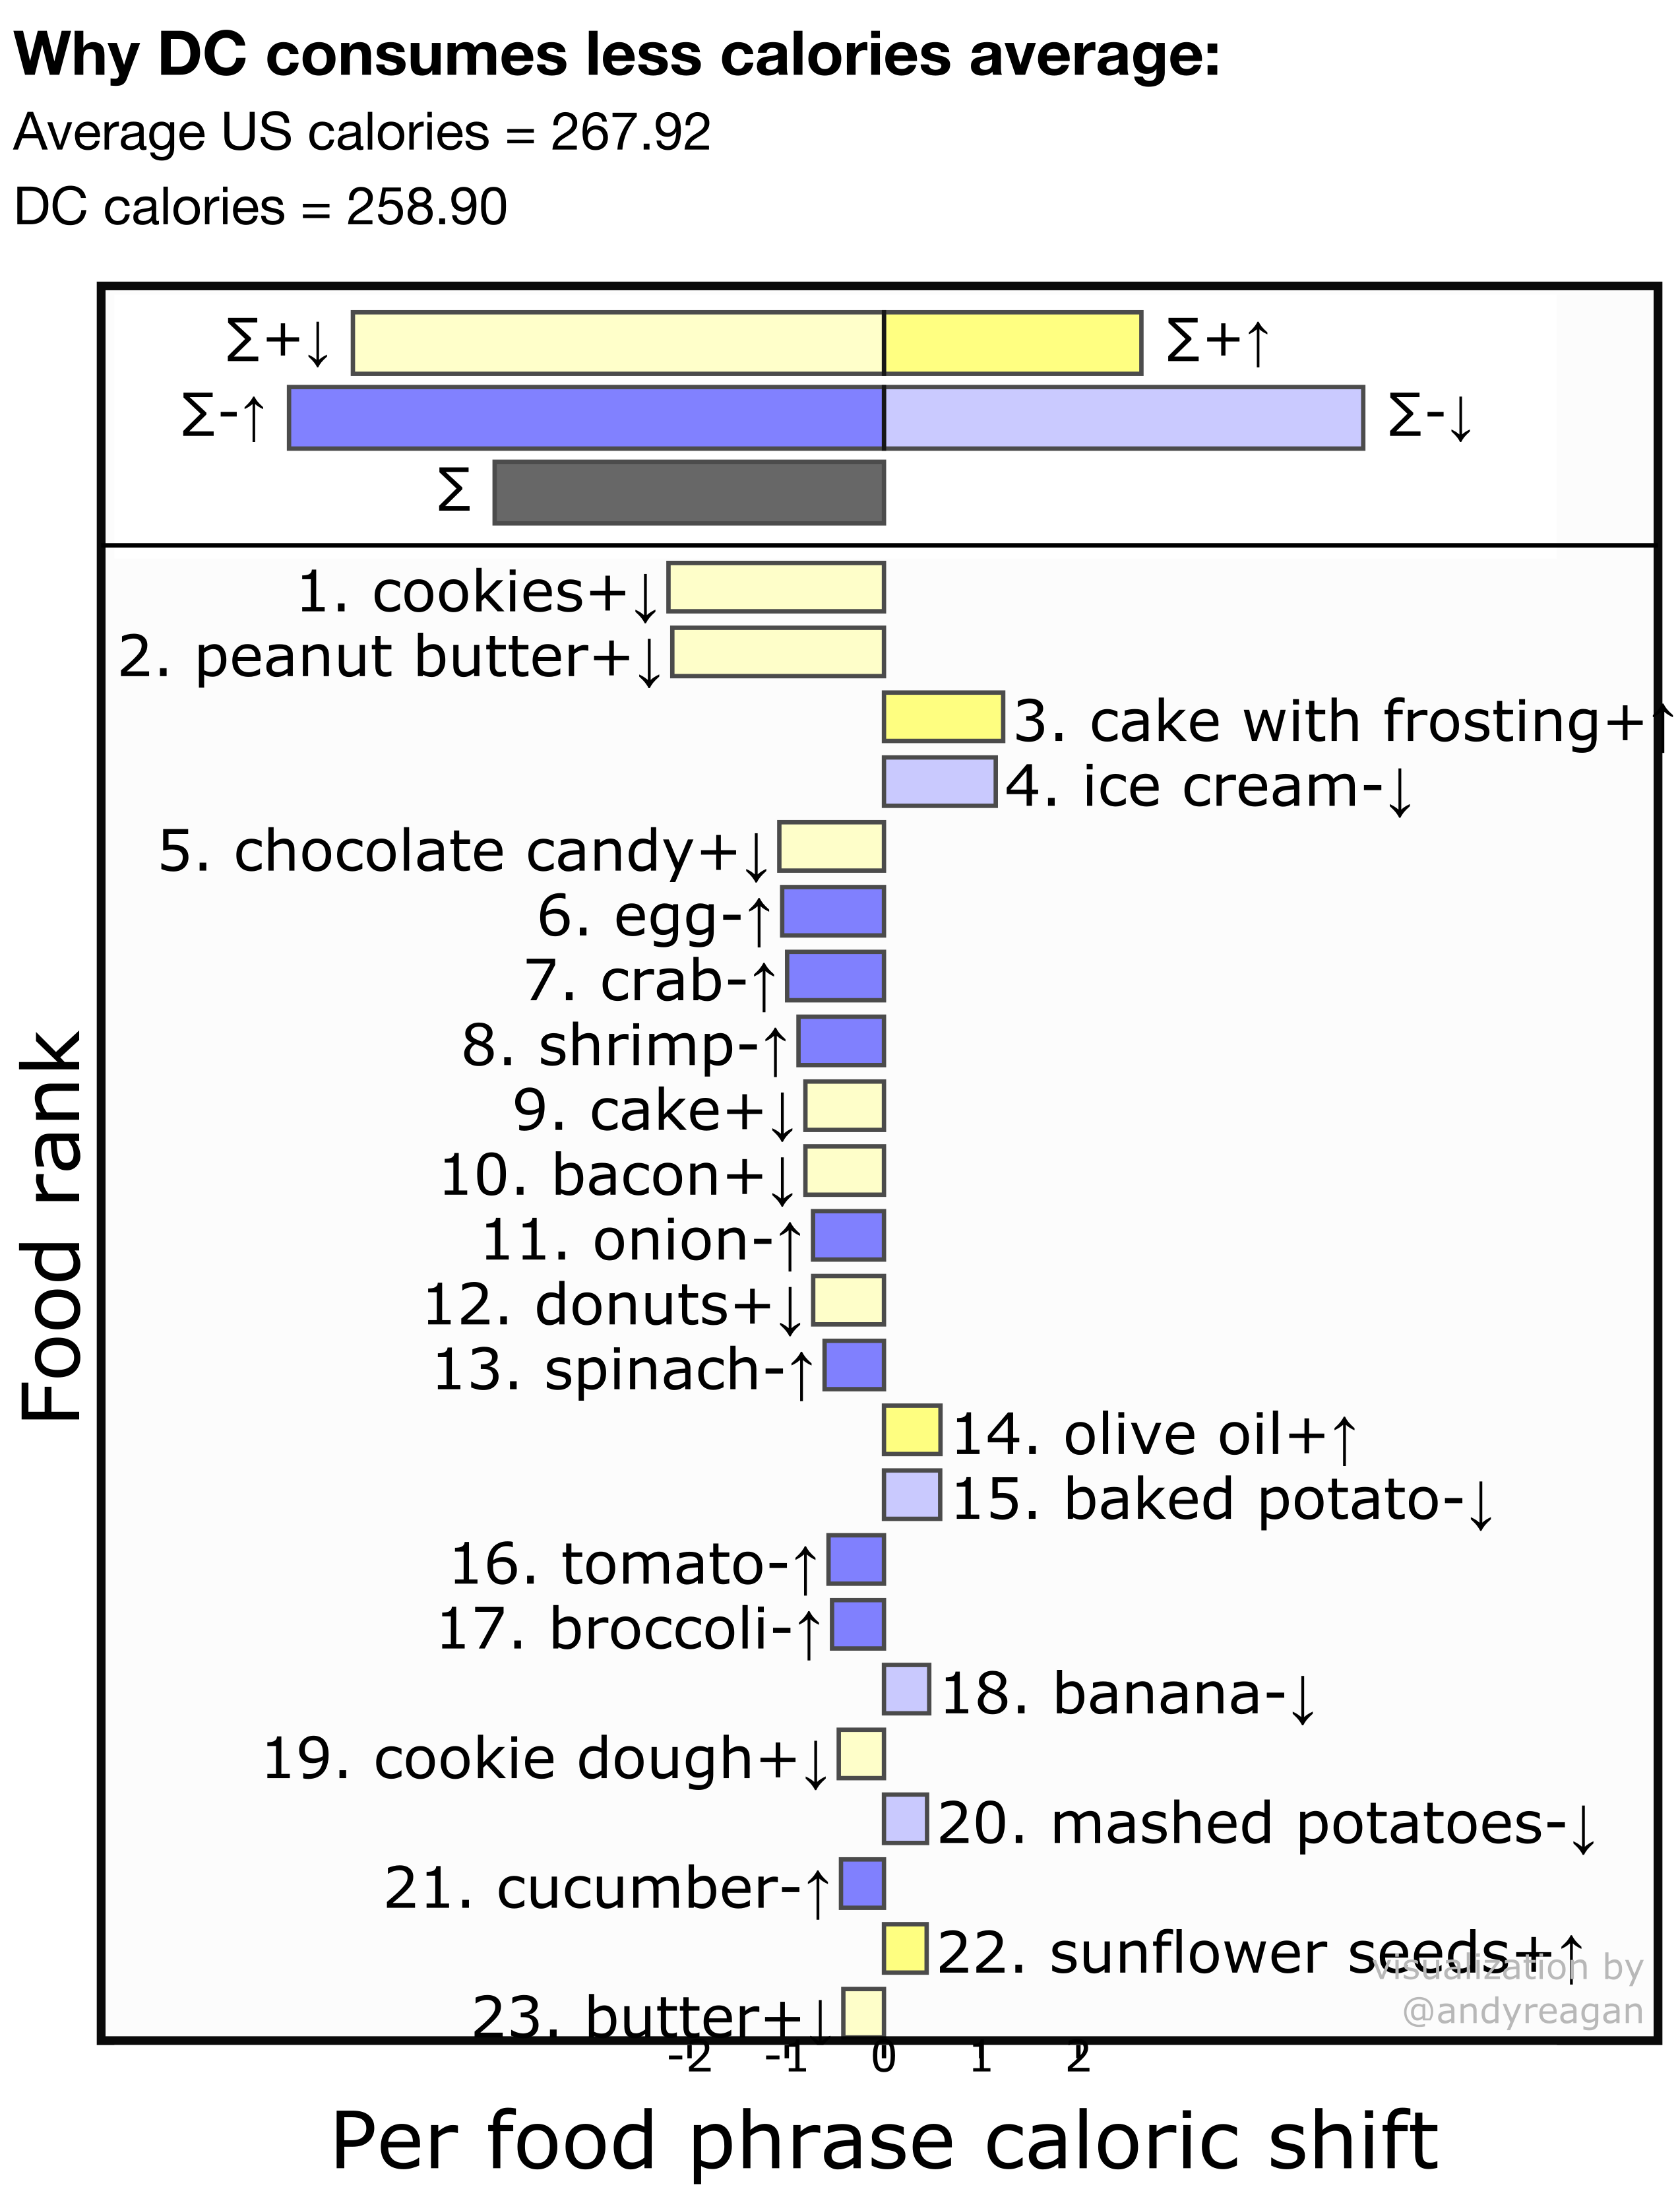 Why DC consumes less calories average:
Average US calories = 267.92
DC calories = 258.90
∑+↓
∑+↑
∑-↑
∑-↓
∑
1. cookies+↓
2. peanut butter+↓
3. cake with frosting+↑
4. ice cream-↓
5. chocolate candy+↓
6. egg-↑
7. crab-↑
8. shrimp-↑
9. cake+↓
10. bacon+↓
11. onion-↑
12. donuts+↓
13. spinach-↑
14. olive oil+↑
15. baked potato-↓
16. tomato-↑
17. broccoli-↑
18. banana-↓
19. cookie dough+↓
20. mashed potatoes-↓
21. cucumber-↑
22. sunflower seeds+↑
23. butter+↓
Food rank
visualization by
@andyreagan
-2 -1 0 1 2
Per food phrase caloric shift